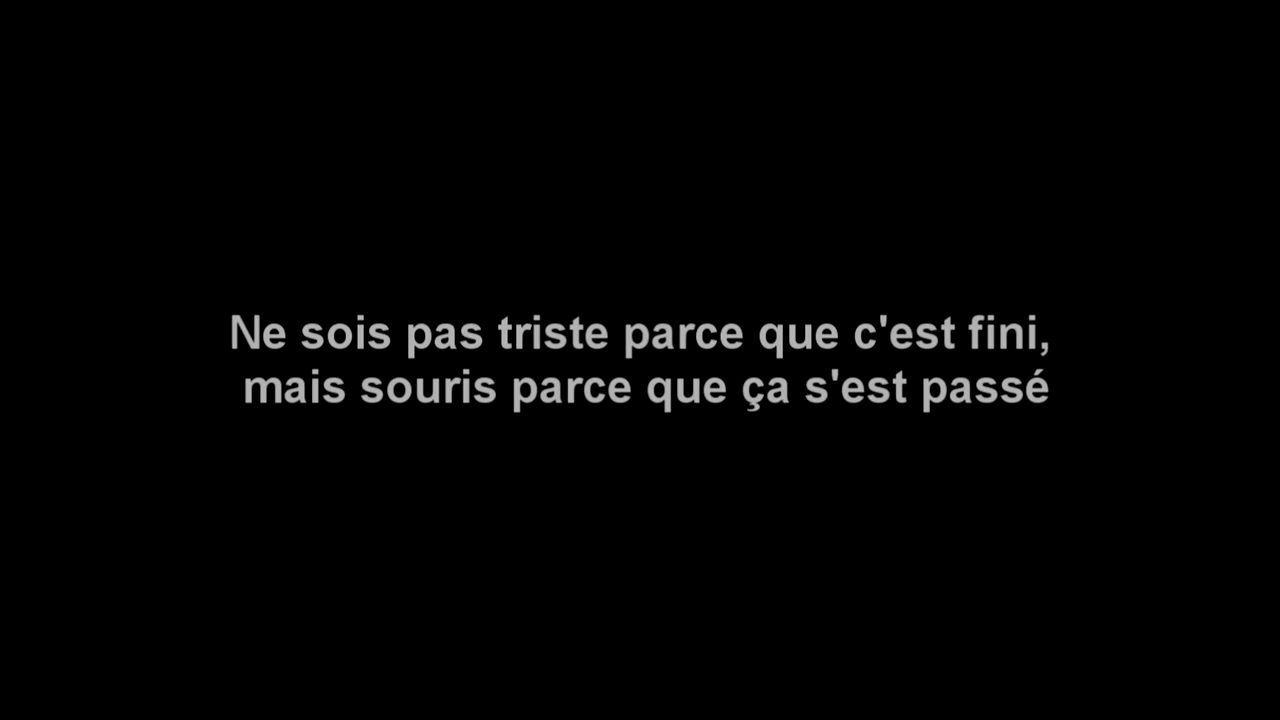 Ne sois pas triste parce que c'est fini,
mais souris parce que ça s'est passé